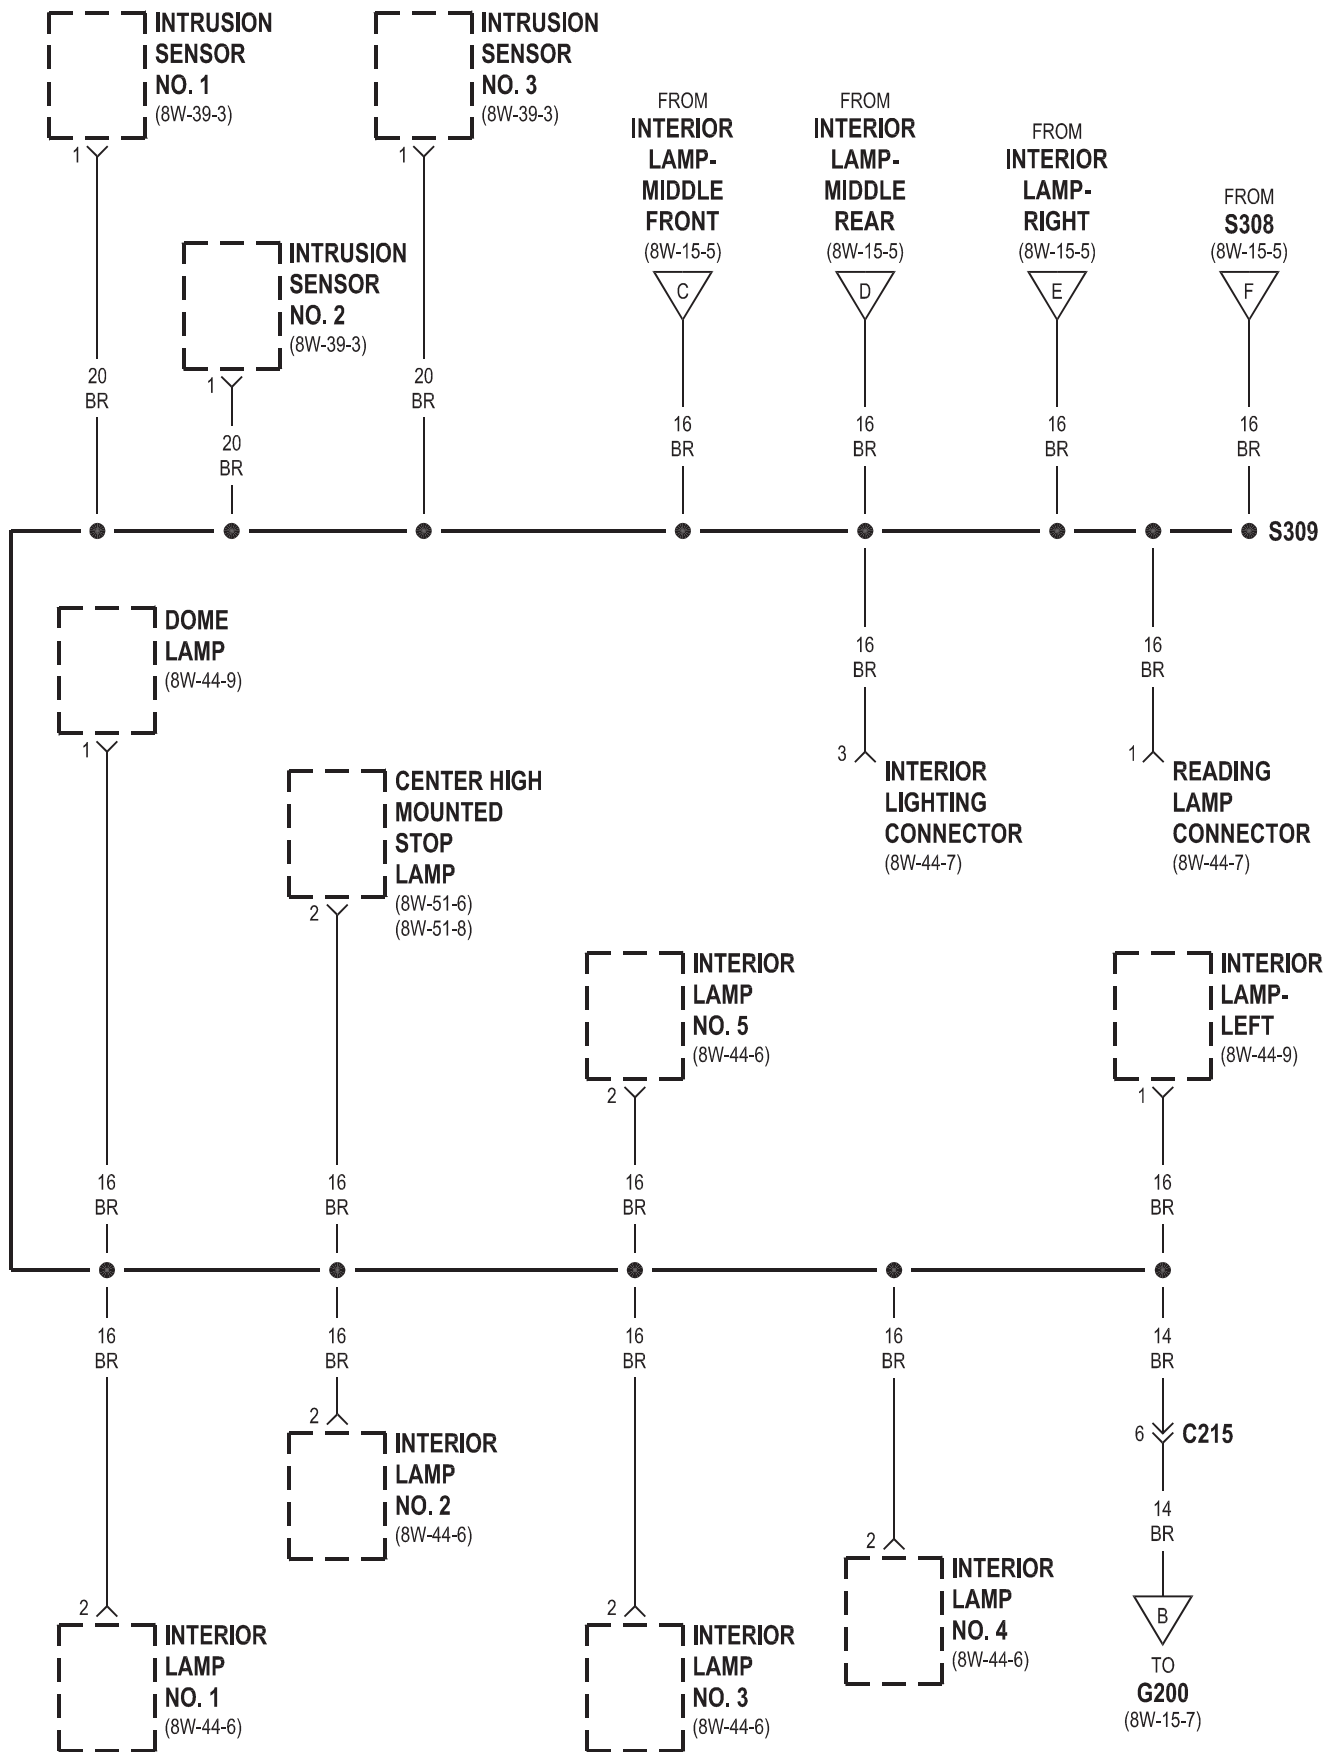 INTRUSION
SENSOR
NO. 1
(8W-39-3)
1
20
BR
INTRUSION
SENSOR
NO. 2
(8W-39-3)
1
20
BR
INTRUSION
SENSOR
NO. 3
(8W-39-3)
1
20
BR
FROM
INTERIOR
LAMP-
MIDDLE
FRONT
(8W-15-5)
C
16
BR
FROM
INTERIOR
LAMP-
MIDDLE
REAR
(8W-15-5)
D
16
BR
FROM
INTERIOR
LAMP-
RIGHT
(8W-15-5)
E
16
BR
FROM
S308
(8W-15-5)
F
16
BR
S309
16
BR
3
INTERIOR
LIGHTING
CONNECTOR
(8W-44-7)
16
BR
1
READING
LAMP
CONNECTOR
(8W-44-7)
DOME
LAMP
(8W-44-9)
1
16
BR
CENTER HIGH
MOUNTED
STOP
LAMP
(8W-51-6)
(8W-51-8)
2
16
BR
INTERIOR
LAMP
NO. 5
(8W-44-6)
2
16
BR
INTERIOR
LAMP-
LEFT
(8W-44-9)
1
16
BR
16
BR
2
INTERIOR
LAMP
NO. 1
(8W-44-6)
16
BR
2
INTERIOR
LAMP
NO. 2
(8W-44-6)
16
BR
2
INTERIOR
LAMP
NO. 3
(8W-44-6)
16
BR
2
INTERIOR
LAMP
NO. 4
(8W-44-6)
14
BR
6
C215
14
BR
B
TO
G200
(8W-15-7)